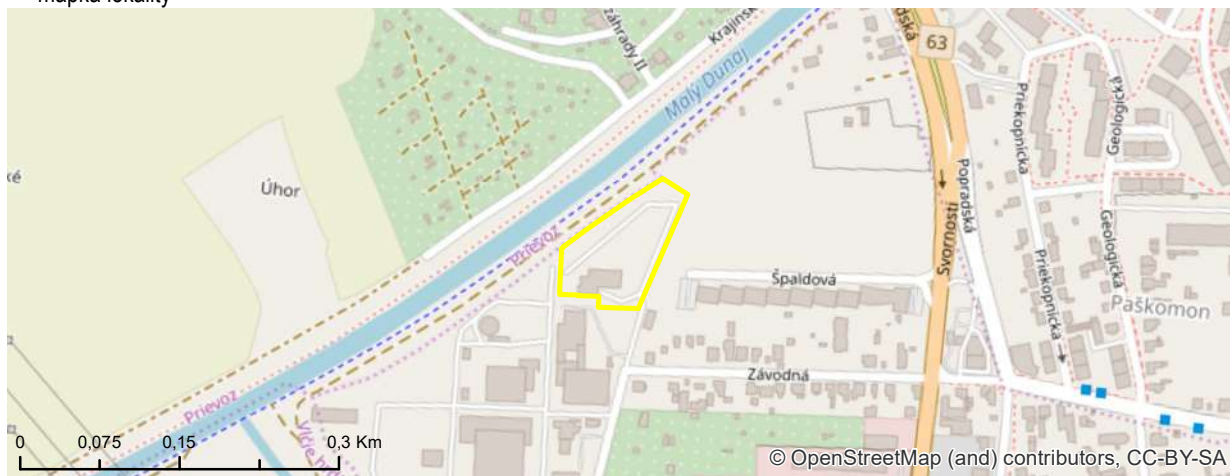 mapka lokality
63
Krajinská
záhrady II
Malý Dunaj
Priekopnícka
Geologická
ké
Úhor
Popradská
Prievoz
Svornosti
Špaldová
Geologická
Priekopnícka
Paškomon
Závodná
Prievoz
0 0,075 0,15 0,3 Km
© OpenStreetMap (and) contributors, CC-BY-SA